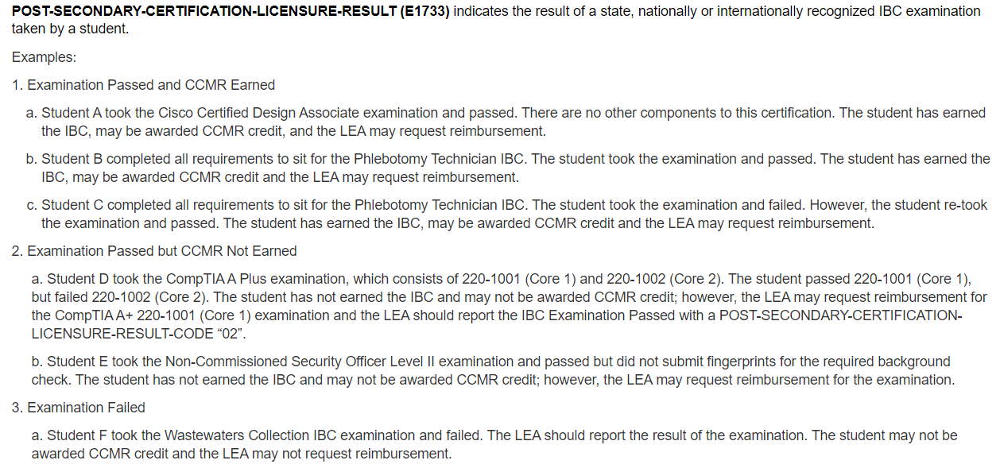 POST-SECONDARY-CERTIFICATION-LICENSURE-RESULT (E1733) indicates the result of a state, nationally or internationally recognized IBC examination
taken by a student.
Examples:
1. Examination Passed and CCMR Earned
a. Student A took the Cisco Certified Design Associate examination and passed. There are no other components to this certification. The student has earned
the IBC, may be awarded CCMR credit, and the LEA may request reimbursement.
b. Student B completed all requirements to sit for the Phlebotomy Technician IBC. The student took the examination and passed. The student has earned the
IBC, may be awarded CCMR credit and the LEA may request reimbursement.
c. Student C completed all requirements to sit for the Phlebotomy Technician IBC. The student took the examination and failed. However, the student re-took
the examination and passed. The student has earned the IBC, may be awarded CCMR credit and the LEA may request reimbursement.
2. Examination Passed but CCMR Not Earned
a. Student D took the CompTIA A Plus examination, which consists of 220-1001 (Core 1) and 220-1002 (Core 2). The student passed 220-1001 (Core 1),
but failed 220-1002 (Core 2). The student has not earned the IBC and may not be awarded CCMR credit; however, the LEA may request reimbursement for
the CompTIA A+ 220-1001 (Core 1) examination and the LEA should report the IBC Examination Passed with a POST-SECONDARY-CERTIFICATION-
LICENSURE-RESULT-CODE “02”.
b. Student E took the Non-Commissioned Security Officer Level II examination and passed but did not submit fingerprints for the required background
check. The student has not earned the IBC and may not be awarded CCMR credit; however, the LEA may request reimbursement for the examination.
3. Examination Failed
a. Student F took the Wastewaters Collection IBC examination and failed. The LEA should report the result of the examination. The student may not be
awarded CCMR credit and the LEA may not request reimbursement.